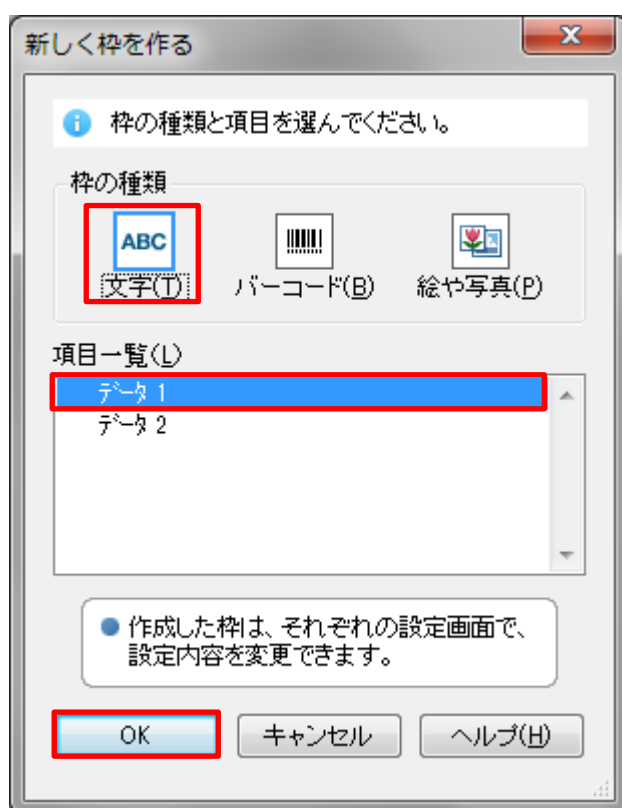 新しく枠を作る
枠の種類と項目を選んでください。
枠の種類
ABC
文字(T) バーコード(B) 絵や写真(P)
項目一覧(L)
ﾃﾞｰﾀ 1
ﾃﾞｰﾀ 2
作成した枠は、それぞれの設定画面で、
設定内容を変更できます。
OK キャンセル ヘルプ(H)